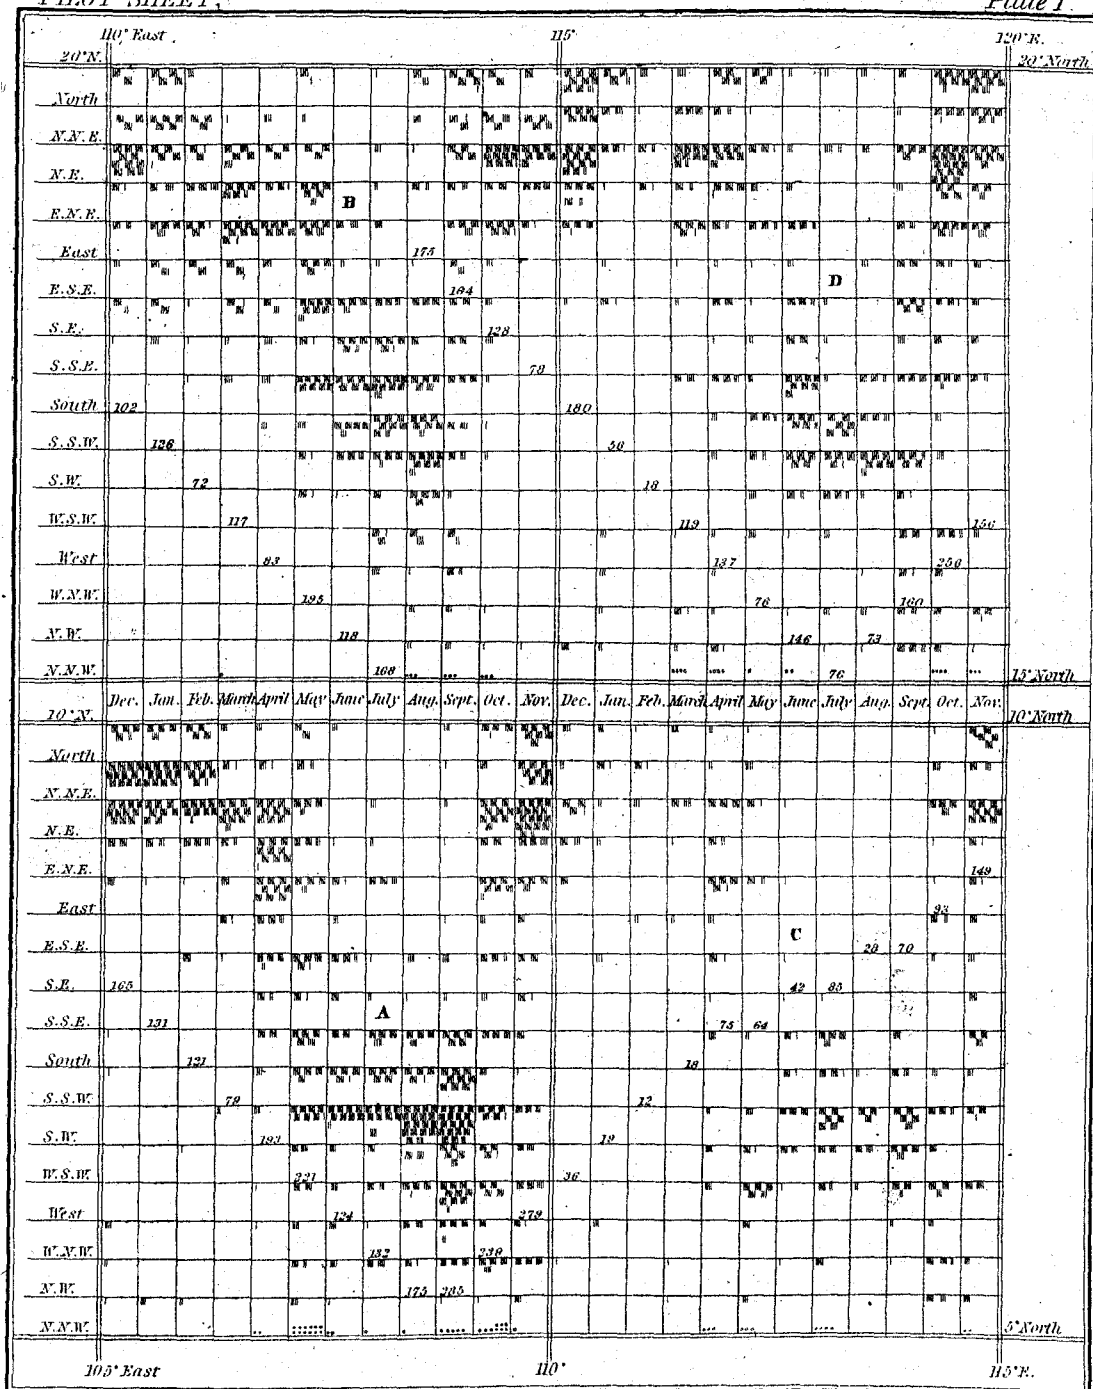 PILOT SHEET, Plate I.
110° East 115° 120° E.
20° N. 20° North
North
N.N.E.
N.E.
E.N.E. B
East 175
E.S.E. 184 D
S.E. 128
S.S.E. 78
South 102 180
S.S.W. 126 56
S.W. 72 18
W.S.W. 117 119 156
West 83 137 250
W.N.W. 195 76 160
N.W. 118 146 73
N.N.W. 168 76 15° North
Dec. Jan. Feb. March April May June July Aug. Sept. Oct. Nov. Dec. Jan. Feb. March April May June July Aug. Sept. Oct. Nov.
10° N. 10° North
North
N.N.E.
N.E.
E.N.E. 149
East 93
E.S.E. C 28 70
S.E. 165 42 85
S.S.E. 131 A 75 64
South 121 18
S.S.W. 79 12
S.W. 193 19
W.S.W. 221 36
West 124 279
W.N.W. 132 239
N.W. 175 285
N.N.W. 5° North
105° East 110° 115° E.